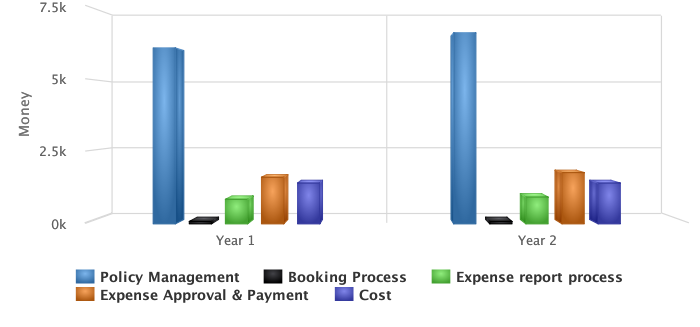 7.5k
5k
2.5k
0k
Money
Year 1
Year 2
Policy Management
Booking Process
Expense report process
Expense Approval & Payment
Cost